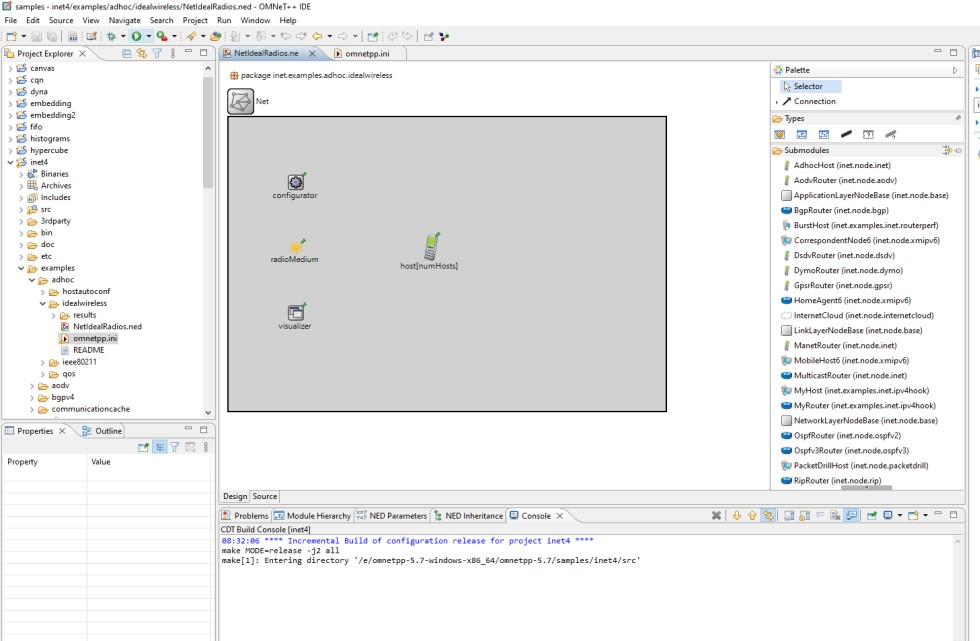 samples - inet4/examples/adhoc/idealwireless/NetIdealRadios.ned - OMNeT++ IDE
File Edit Source View Navigate Search Project Run Window Help
Project Explorer
canvas
cqn
dyna
embedding
embedding2
fifo
histograms
hypercube
inet4
Binaries
Archives
Includes
src
3rdparty
bin
doc
etc
examples
adhoc
hostautoconf
idealwireless
results
NetIdealRadios.ned
omnetpp.ini
README
ieee80211
qos
aodv
bgpv4
communicationcache
Properties Outline
Property Value
NetIdealRadios.ne omnetpp.ini
package inet.examples.adhoc.idealwireless
Net
configurator
radioMedium
host[numHosts]
visualizer
Design Source
Palette
Selector
Connection
Types
Submodules
AdhocHost (inet.node.inet)
AodvRouter (inet.node.aodv)
ApplicationLayerNodeBase (inet.node.base)
BgpRouter (inet.node.bgp)
BurstHost (inet.examples.inet.routerperf)
CorrespondentNode6 (inet.node.xmipv6)
DsdvRouter (inet.node.dsdv)
DymoRouter (inet.node.dymo)
GpsrRouter (inet.node.gpsr)
HomeAgent6 (inet.node.xmipv6)
InternetCloud (inet.node.internetcloud)
LinkLayerNodeBase (inet.node.base)
ManetRouter (inet.node.inet)
MobileHost6 (inet.node.xmipv6)
MulticastRouter (inet.node.inet)
MyHost (inet.examples.inet.ipv4hook)
MyRouter (inet.examples.inet.ipv4hook)
NetworkLayerNodeBase (inet.node.base)
OspfRouter (inet.node.ospfv2)
Ospfv3Router (inet.node.ospfv3)
PacketDrillHost (inet.node.packetdrill)
RipRouter (inet.node.rip)
Problems Module Hierarchy NED Parameters NED Inheritance Console
CDT Build Console [inet4]
08:32:06 **** Incremental Build of configuration release for project inet4 ****
make MODE=release -j2 all
make[1]: Entering directory '/e/omnetpp-5.7-windows-x86_64/omnetpp-5.7/samples/inet4/src'